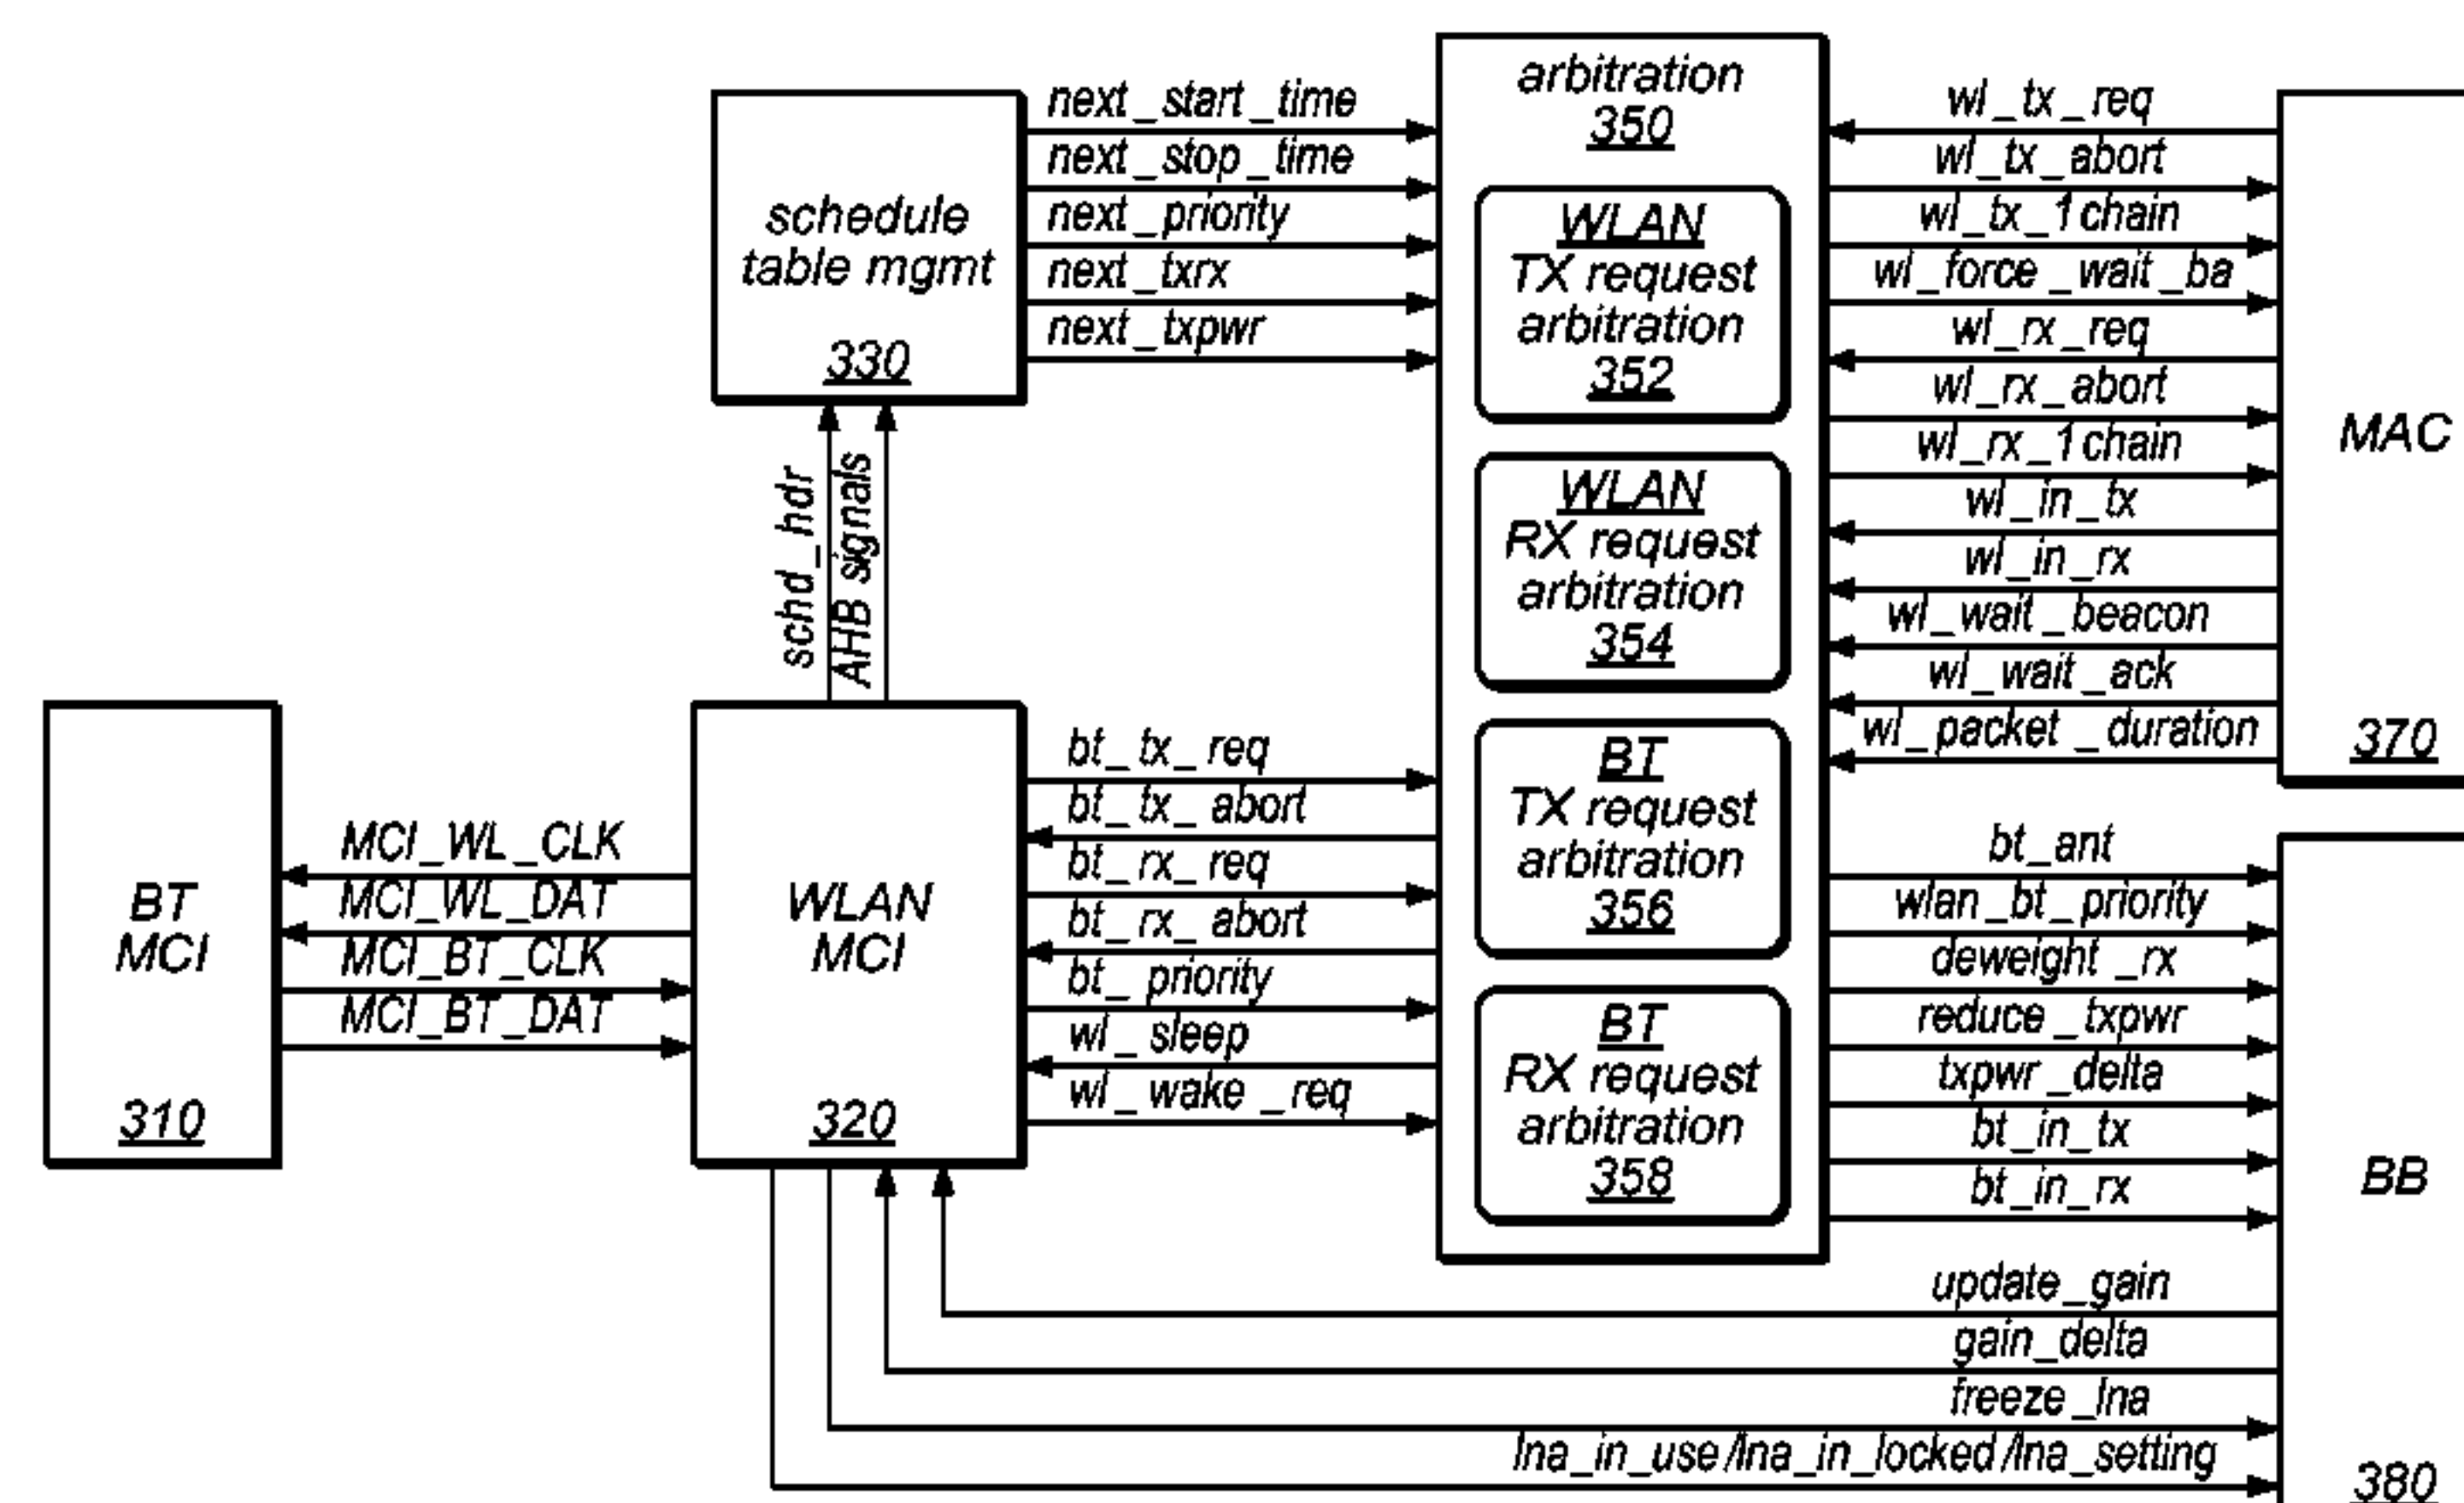 schedule
table mgmt
330
next_start_time
next_stop_time
next_priority
next_txrx
next_txpwr
schd_hdr
AHB signals
arbitration
350
WLAN
TX request
arbitration
352
WLAN
RX request
arbitration
354
BT
TX request
arbitration
356
BT
RX request
arbitration
358
wl_tx_req
wl_tx_abort
wl_tx_1chain
wl_force_wait_ba
wl_rx_req
wl_rx_abort
wl_rx_1chain
wl_in_tx
wl_in_rx
wl_wait_beacon
wl_wait_ack
wl_packet_duration
MAC
370
BT
MCI
310
MCI_WL_CLK
MCI_WL_DAT
MCI_BT_CLK
MCI_BT_DAT
WLAN
MCI
320
bt_tx_req
bt_tx_abort
bt_rx_req
bt_rx_abort
bt_priority
wl_sleep
wl_wake_req
bt_ant
wlan_bt_priority
deweight_rx
reduce_txpwr
txpwr_delta
bt_in_tx
bt_in_rx
update_gain
gain_delta
freeze_lna
lna_in_use/lna_in_locked/lna_setting
BB
380